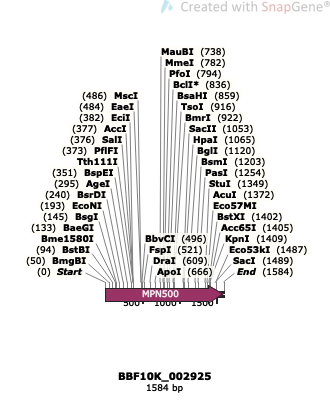 Created with SnapGene®
MauBI (738)
MmeI (782)
PfoI (794)
BclI* (836)
(486) MscI BsaHI (859)
(484) EaeI TsoI (916)
(382) EciI BmrI (922)
(377) AccI SacII (1053)
(376) SalI HpaI (1065)
(373) PflFI BglI (1120)
Tth111I BsmI (1203)
(351) BspEI PasI (1254)
(295) AgeI StuI (1349)
(240) BsrDI AcuI (1372)
(193) EcoNI Eco57MI
(145) BsgI BstXI (1402)
(133) BaeGI Acc65I (1405)
Bme1580I BbvCI (496) KpnI (1409)
(94) BstBI FspI (521) Eco53kI (1487)
(50) BmgBI DraI (609) SacI (1489)
(0) Start ApoI (666) End (1584)
MPN500
500 1000 1500
BBF10K_002925
1584 bp